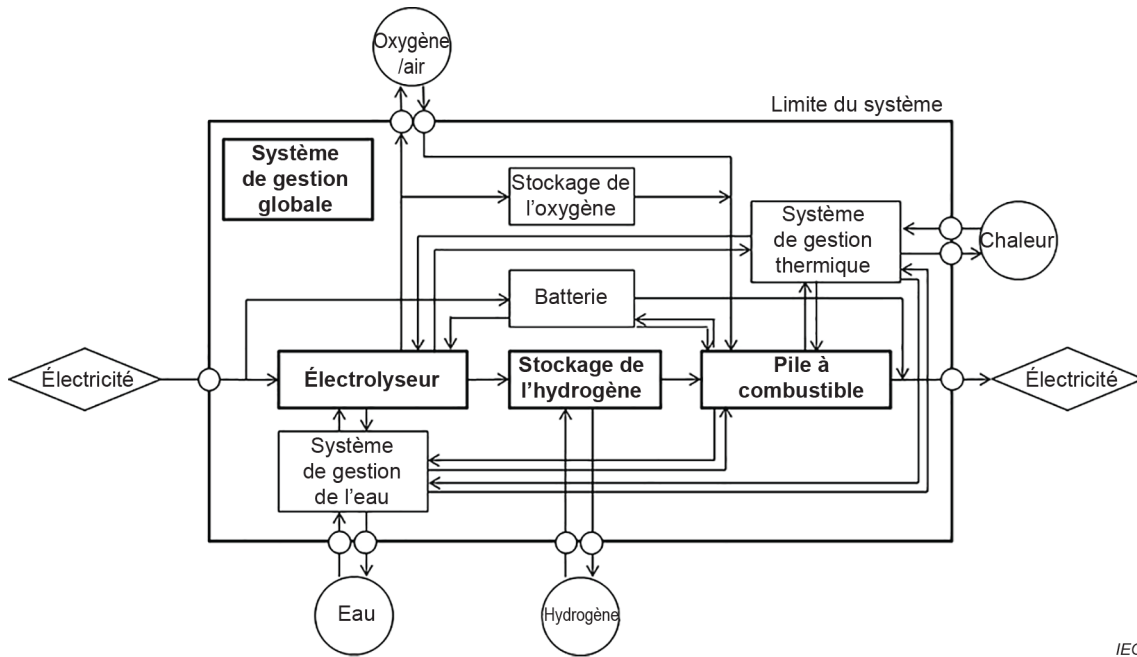 Oxygène
/air
Limite du système
Système
de gestion
globale
Stockage de
l'oxygène
Système
de gestion
thermique
Chaleur
Batterie
Électricité
Électrolyseur
Stockage de
l'hydrogène
Pile à
combustible
Électricité
Système
de gestion
de l'eau
Eau
Hydrogène
IEC